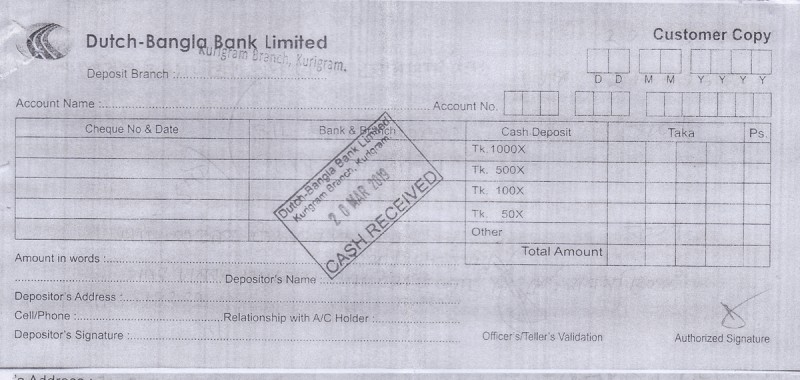 Dutch-Bangla Bank Limited
Customer Copy
Kurigram Branch, Kurigram.
Deposit Branch :
D D M M Y Y Y Y
Account Name : Account No.
Cheque No & Date Bank & Branch Cash Deposit Taka Ps.
Tk. 1000X
Tk. 500X
Tk. 100X
Tk. 50X
Other
Total Amount
Dutch-Bangla Bank Limited
Kurigram Branch, Kurigram
20 MAR 2019
CASH RECEIVED
Amount in words :
Depositor's Name :
Depositor's Address :
Cell/Phone : Relationship with A/C Holder :
Depositor's Signature : Officer's/Teller's Validation Authorized Signature
's Address :